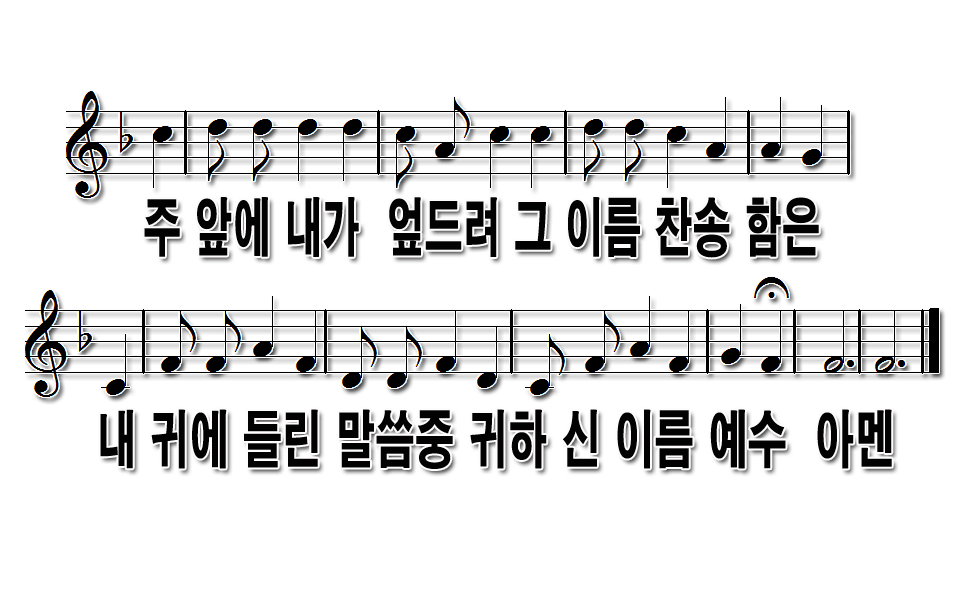 주 앞에 내가 엎드려 그 이름 찬송 함은
내 귀에 들린 말씀중 귀하 신 이름 예수 아멘